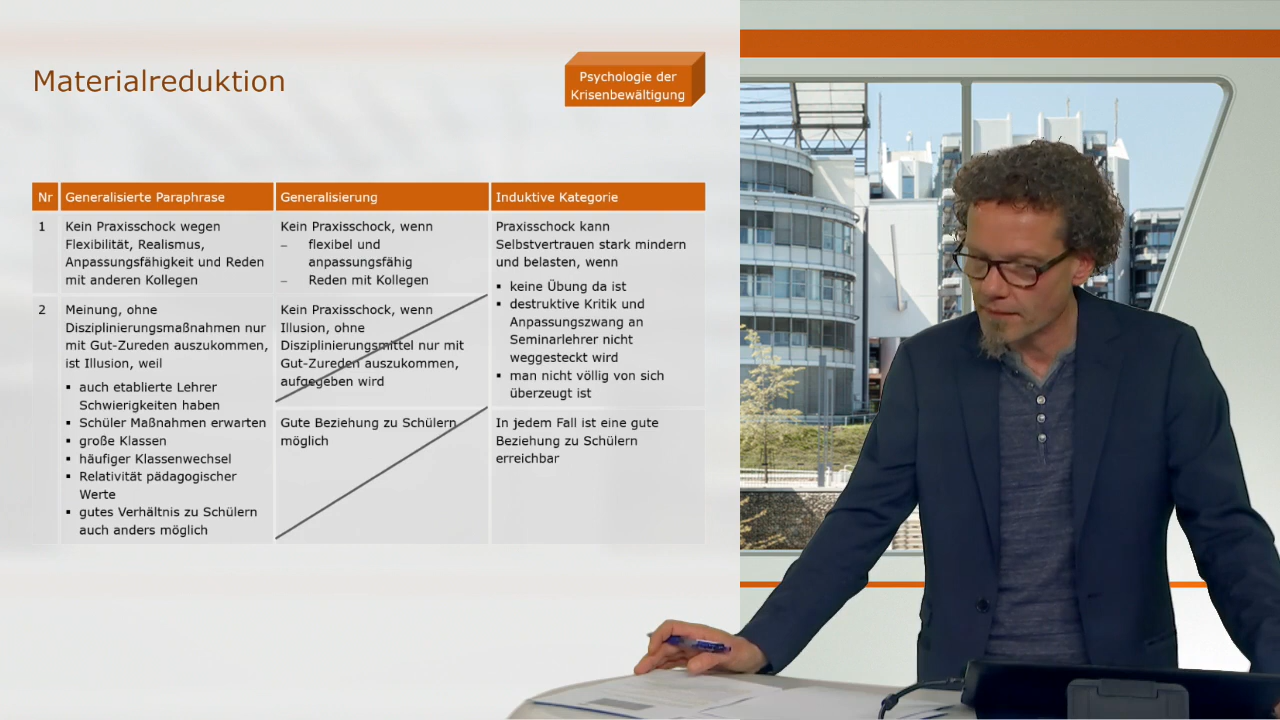 Materialreduktion
Psychologie der
Krisenbewältigung
Nr
Generalisierte Paraphrase
Generalisierung
Induktive Kategorie
1
Kein Praxisschock wegen
Flexibilität, Realismus,
Anpassungsfähigkeit und Reden
mit anderen Kollegen
Kein Praxisschock, wenn
– flexibel und
anpassungsfähig
– Reden mit Kollegen
Praxisschock kann
Selbstvertrauen stark mindern
und belasten, wenn
▪ keine Übung da ist
▪ destruktive Kritik und
Anpassungszwang an
Seminarlehrer nicht
weggesteckt wird
▪ man nicht völlig von sich
überzeugt ist
2
Meinung, ohne
Disziplinierungsmaßnahmen nur
mit Gut-Zureden auszukommen,
ist Illusion, weil
▪ auch etablierte Lehrer
Schwierigkeiten haben
▪ Schüler Maßnahmen erwarten
▪ große Klassen
▪ häufiger Klassenwechsel
▪ Relativität pädagogischer
Werte
▪ gutes Verhältnis zu Schülern
auch anders möglich
Kein Praxisschock, wenn
Illusion, ohne
Disziplinierungsmittel nur mit
Gut-Zureden auszukommen,
aufgegeben wird
Gute Beziehung zu Schülern
möglich
In jedem Fall ist eine gute
Beziehung zu Schülern
erreichbar